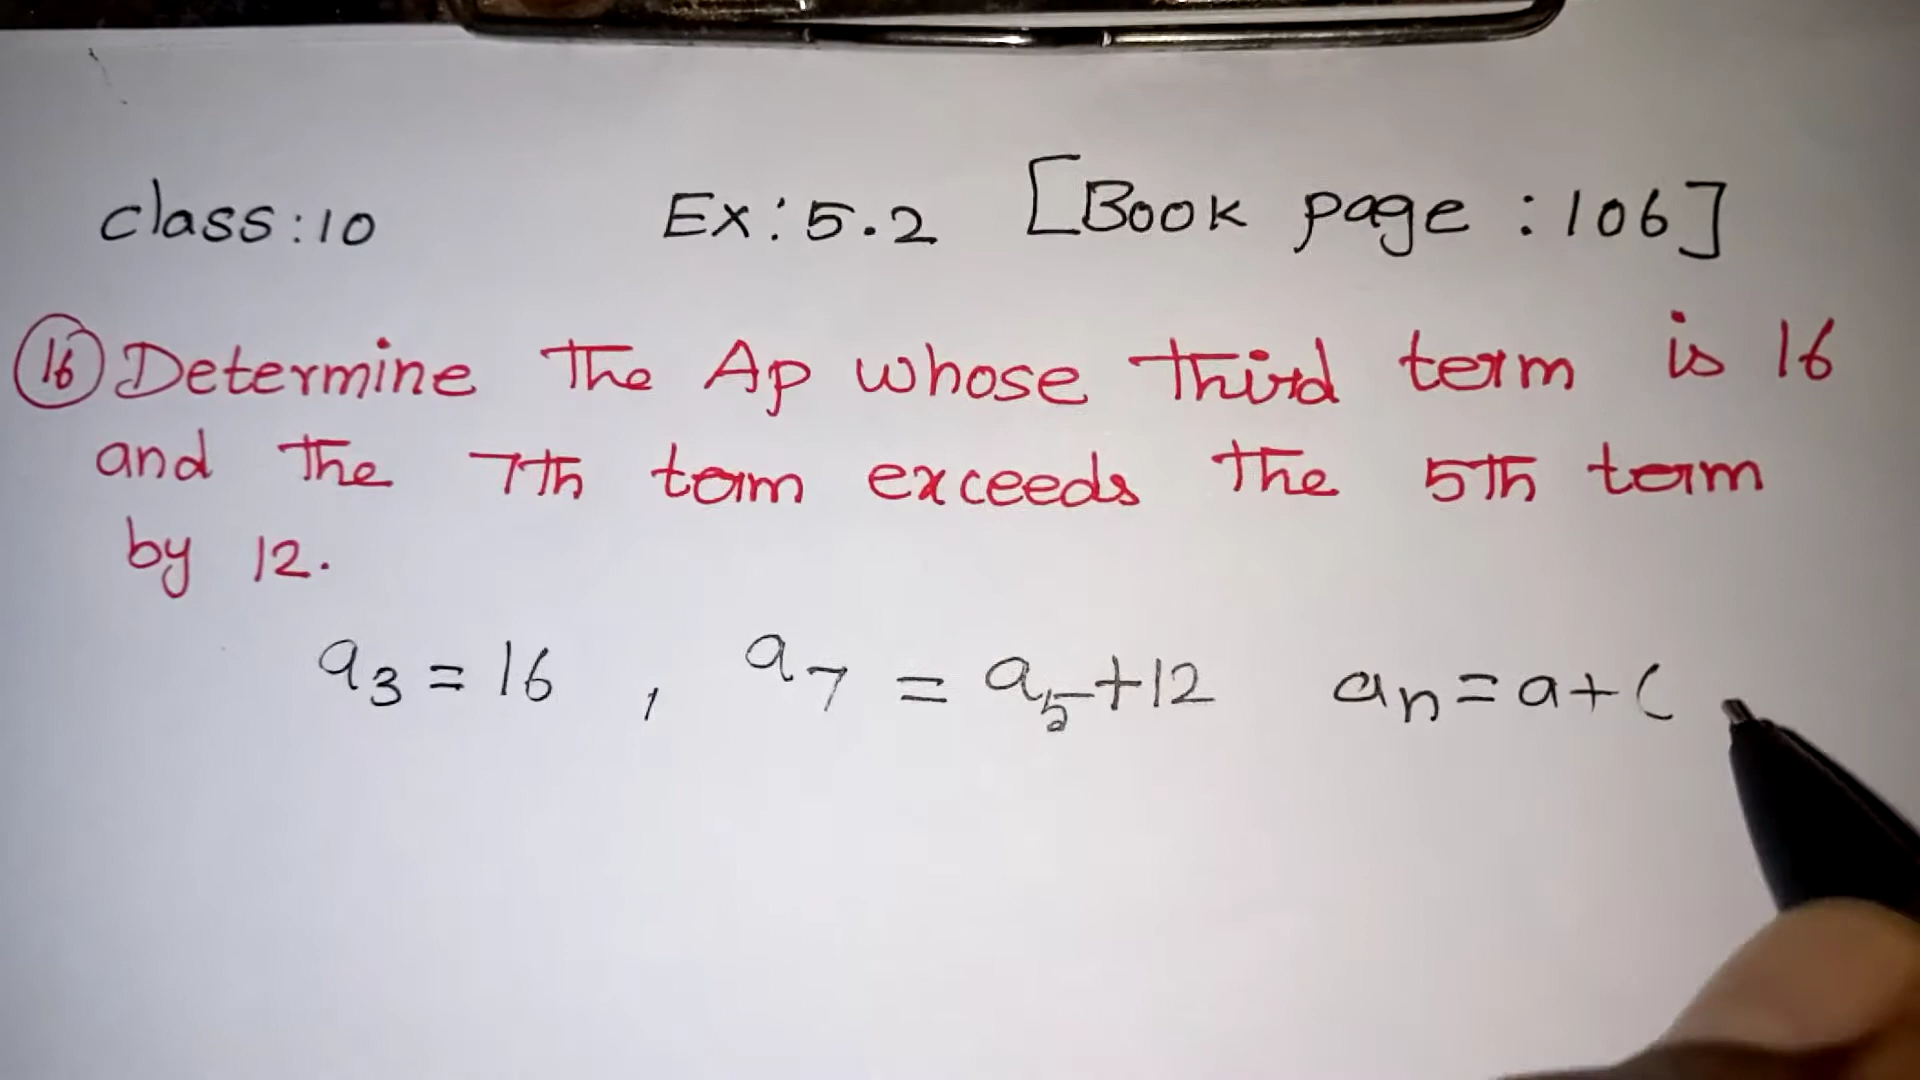 class:10 Ex:5.2 [Book page :106]
16 Determine the Ap whose third term is 16
and the 7th term exceeds the 5th term
by 12.
a3 = 16 , a7 = a5+12 an = a+(